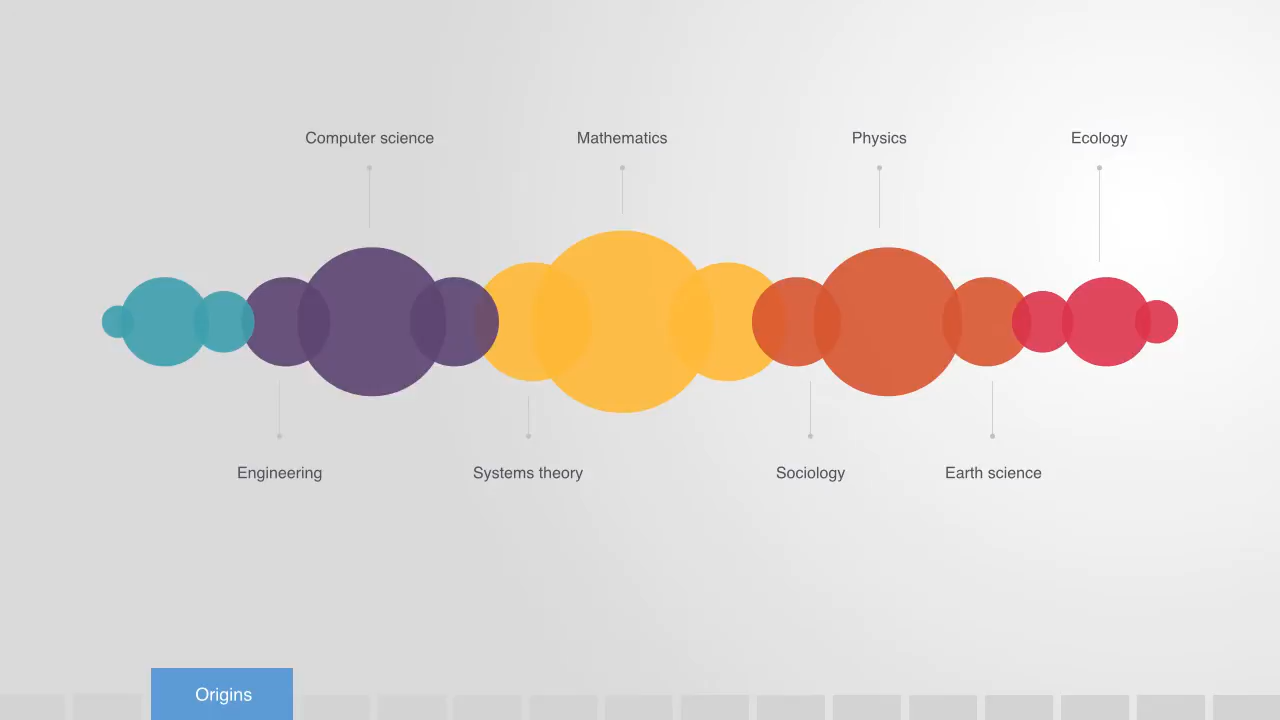 Computer science
Mathematics
Physics
Ecology
Engineering
Systems theory
Sociology
Earth science
Origins